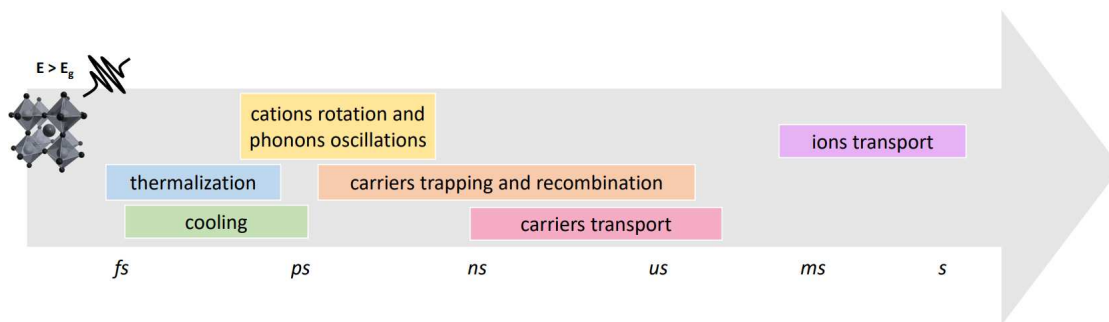 E > Eg
cations rotation and
phonons oscillations
ions transport
thermalization
carriers trapping and recombination
cooling
carriers transport
fs
ps
ns
us
ms
s